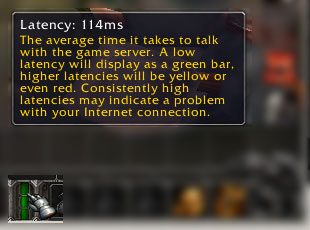 Latency: 114ms
The average time it takes to talk
with the game server. A low
latency will display as a green bar,
higher latencies will be yellow or
even red. Consistently high
latencies may indicate a problem
with your Internet connection.